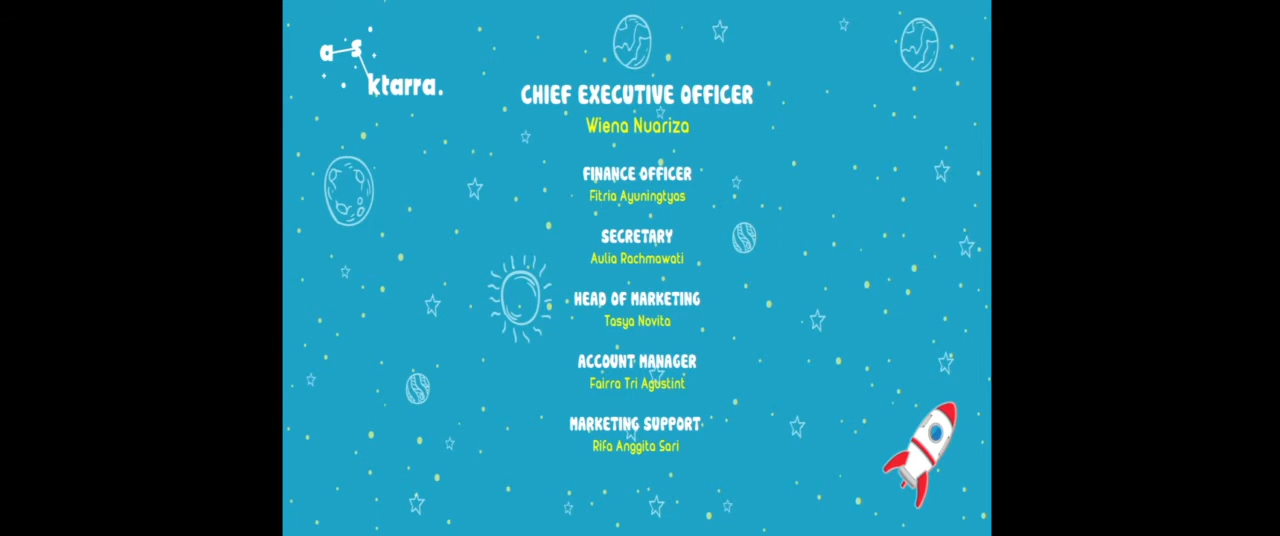 as
ktarra.
CHIEF EXECUTIVE OFFICER
Wiena Nuariza
FINANCE OFFICER
Fitria Ayuningtyas
SECRETARY
Aulia Rachmawati
HEAD OF MARKETING
Tasya Novita
ACCOUNT MANAGER
Fairra Tri Agustint
MARKETING SUPPORT
Rifa Anggita Sari